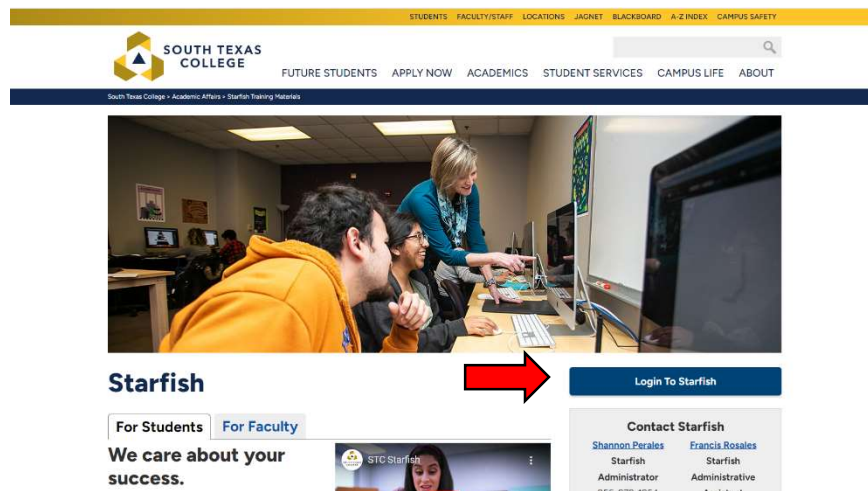 STUDENTS FACULTY/STAFF LOCATIONS JAGNET BLACKBOARD A-Z INDEX CAMPUS SAFETY
SOUTH TEXAS
COLLEGE
FUTURE STUDENTS APPLY NOW ACADEMICS STUDENT SERVICES CAMPUS LIFE ABOUT
South Texas College > Academic Affairs > Starfish Training Materials
Starfish
Login To Starfish
For Students For Faculty
We care about your
success.
STC Starfish
Contact Starfish
Shannon Perales Francis Rosales
Starfish Starfish
Administrator Administrative